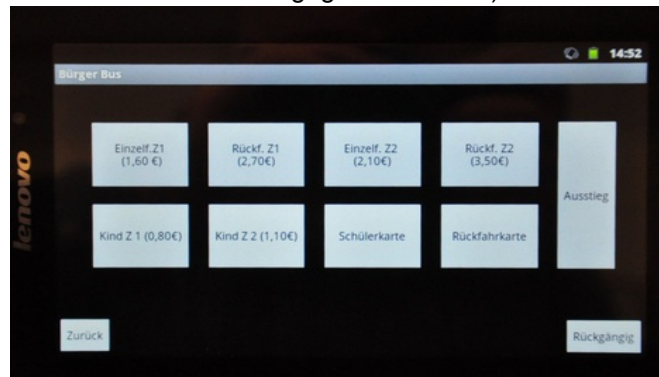 14:52
Bürger Bus
lenovo
Einzelf.Z1
(1,60 €)
Rückf. Z1
(2,70€)
Einzelf. Z2
(2,10€)
Rückf. Z2
(3,50€)
Ausstieg
Kind Z 1 (0,80€)
Kind Z 2 (1,10€)
Schülerkarte
Rückfahrkarte
Zurück
Rückgängig